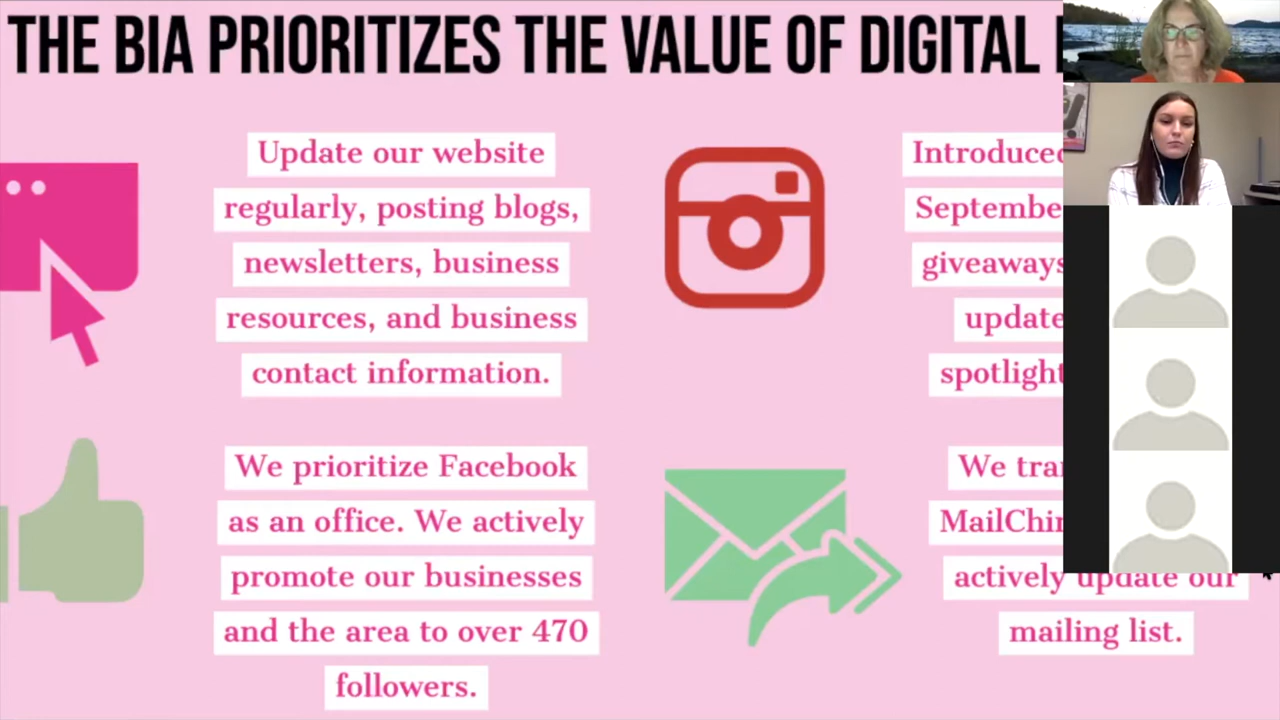 THE BIA PRIORITIZES THE VALUE OF DIGITAL
Update our website
regularly, posting blogs,
newsletters, business
resources, and business
contact information.
Introduced
September
giveaways
update
spotlight
We prioritize Facebook
as an office. We actively
promote our businesses
and the area to over 470
followers.
We
actively update our
mailing list.